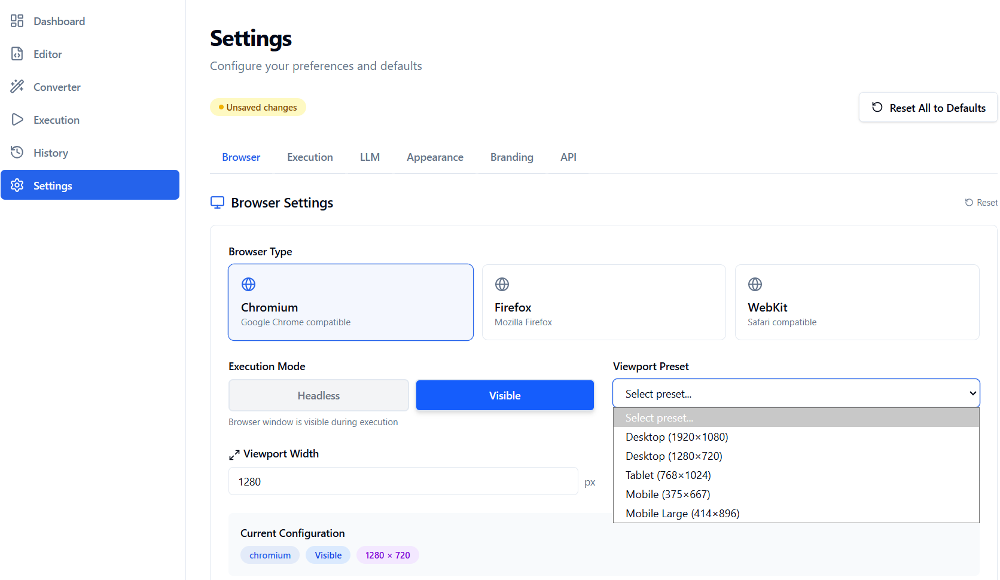 Dashboard
Editor
Converter
Execution
History
Settings
Settings
Configure your preferences and defaults
Unsaved changes
Reset All to Defaults
Browser Execution LLM Appearance Branding API
Browser Settings
Reset
Browser Type
Chromium
Google Chrome compatible
Firefox
Mozilla Firefox
WebKit
Safari compatible
Execution Mode
Headless Visible
Browser window is visible during execution
Viewport Preset
Select preset...
Select preset...
Desktop (1920×1080)
Desktop (1280×720)
Tablet (768×1024)
Mobile (375×667)
Mobile Large (414×896)
Viewport Width
1280 px
Current Configuration
chromium Visible 1280 × 720